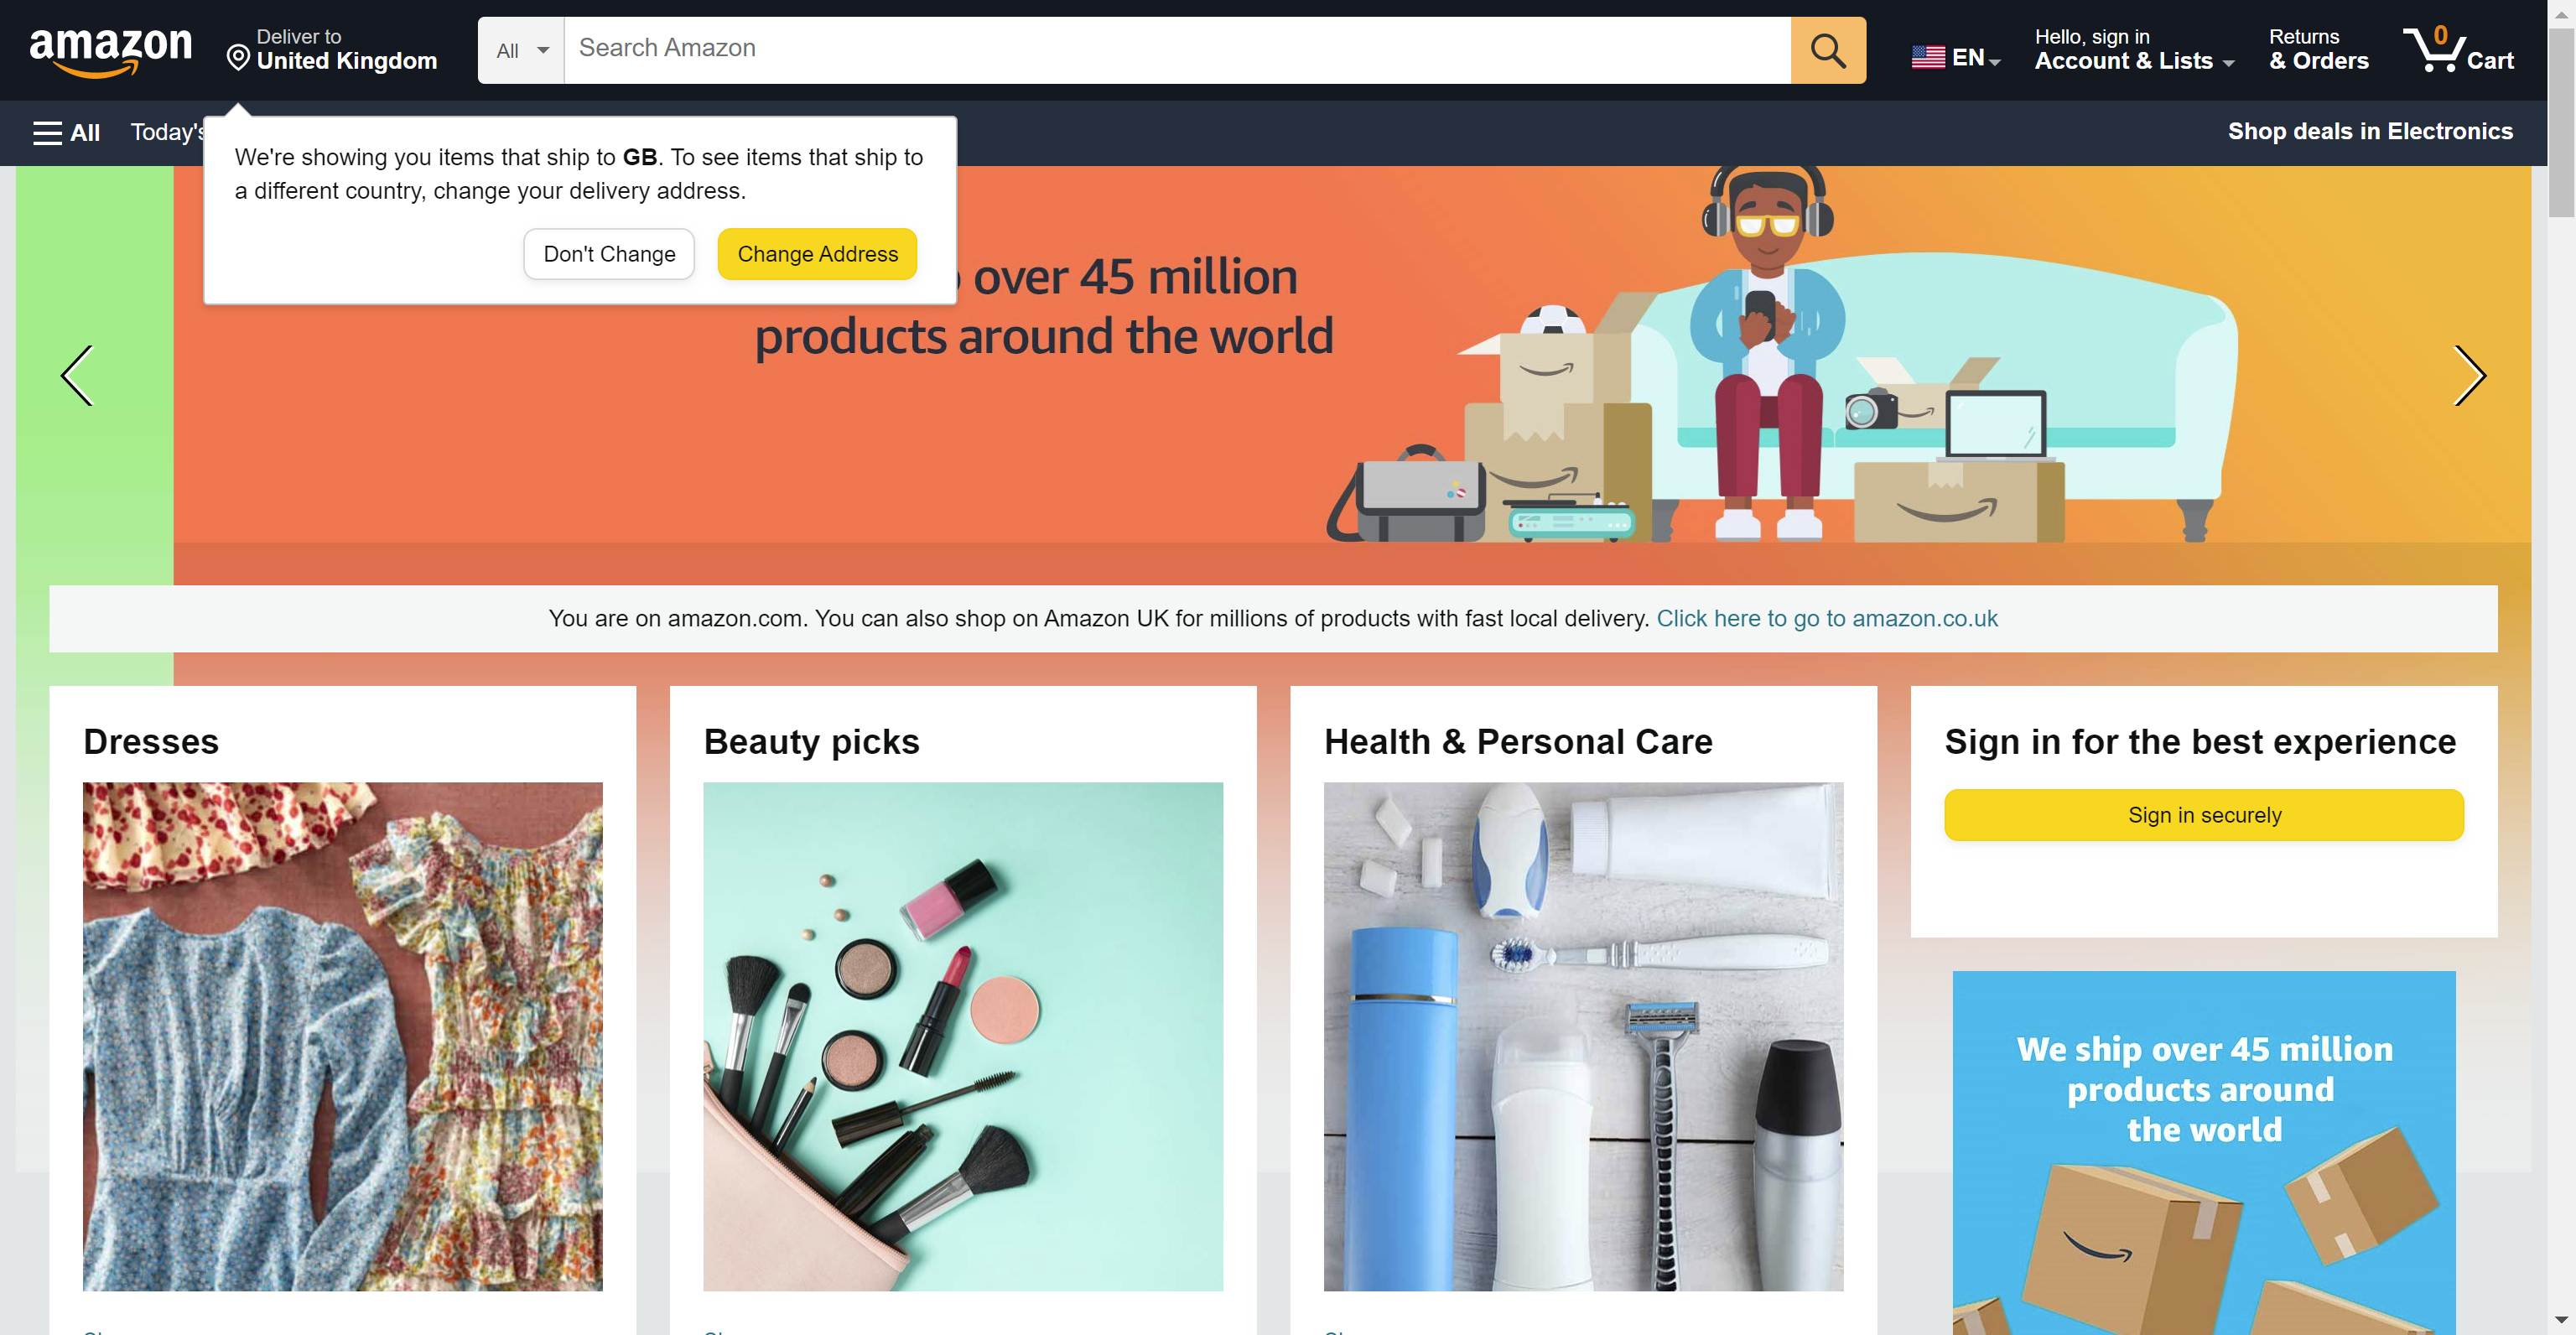 amazon
Deliver to
United Kingdom
All
Search Amazon
EN
Hello, sign in
Account & Lists
Returns
& Orders
0
Cart
All
Today's
Shop deals in Electronics
We're showing you items that ship to GB. To see items that ship to
a different country, change your delivery address.
Don't Change
Change Address
over 45 million
products around the world
You are on amazon.com. You can also shop on Amazon UK for millions of products with fast local delivery. Click here to go to amazon.co.uk
Dresses
Beauty picks
Health & Personal Care
Sign in for the best experience
Sign in securely
We ship over 45 million
products around
the world